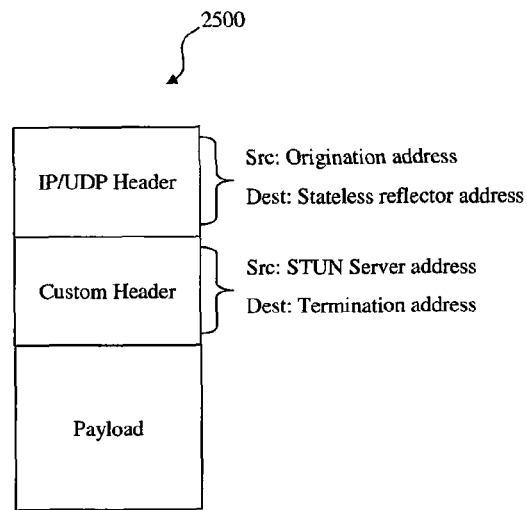 2500
IP/UDP Header
Src: Origination address
Dest: Stateless reflector address
Custom Header
Src: STUN Server address
Dest: Termination address
Payload